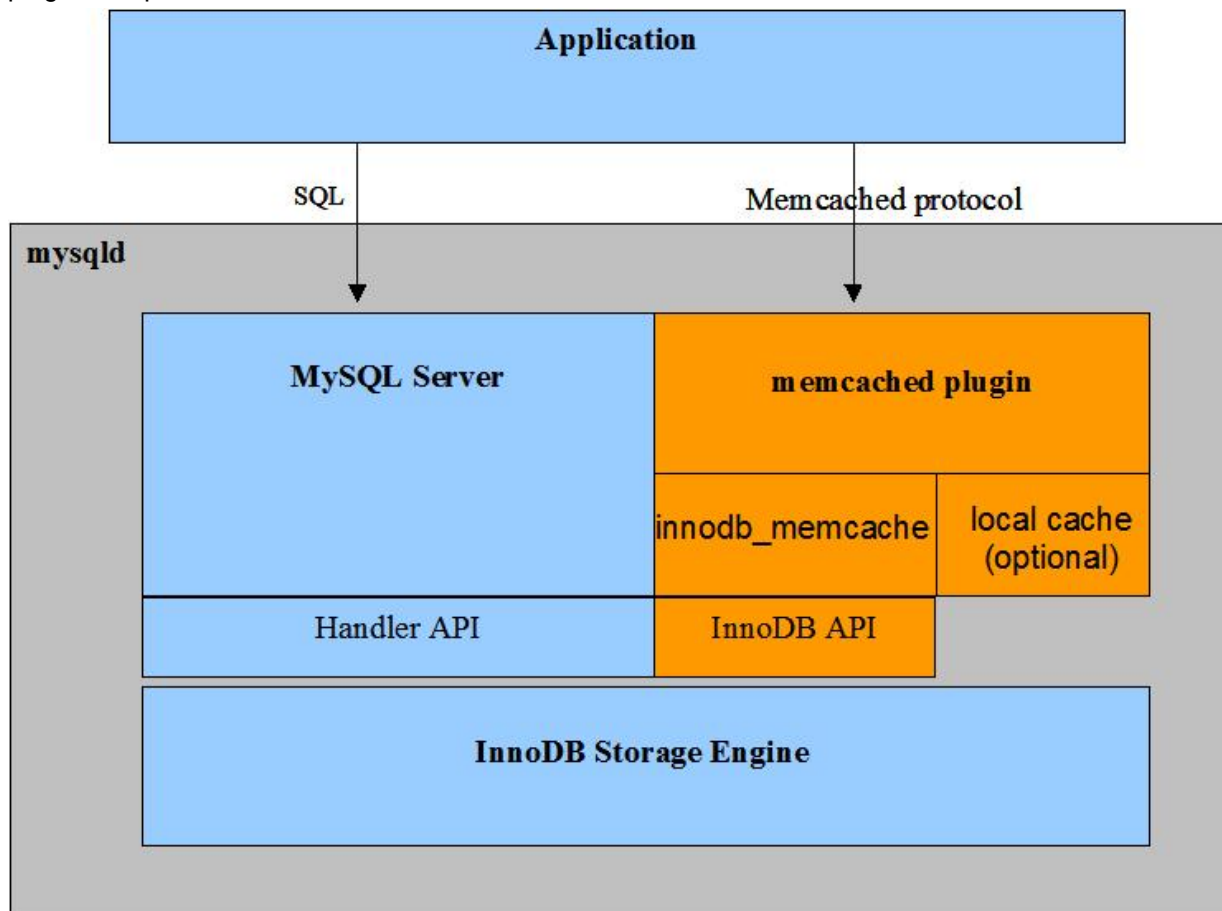 Application
SQL
Memcached protocol
mysqld
MySQL Server
memcached plugin
innodb_memcache
local cache
(optional)
Handler API
InnoDB API
InnoDB Storage Engine